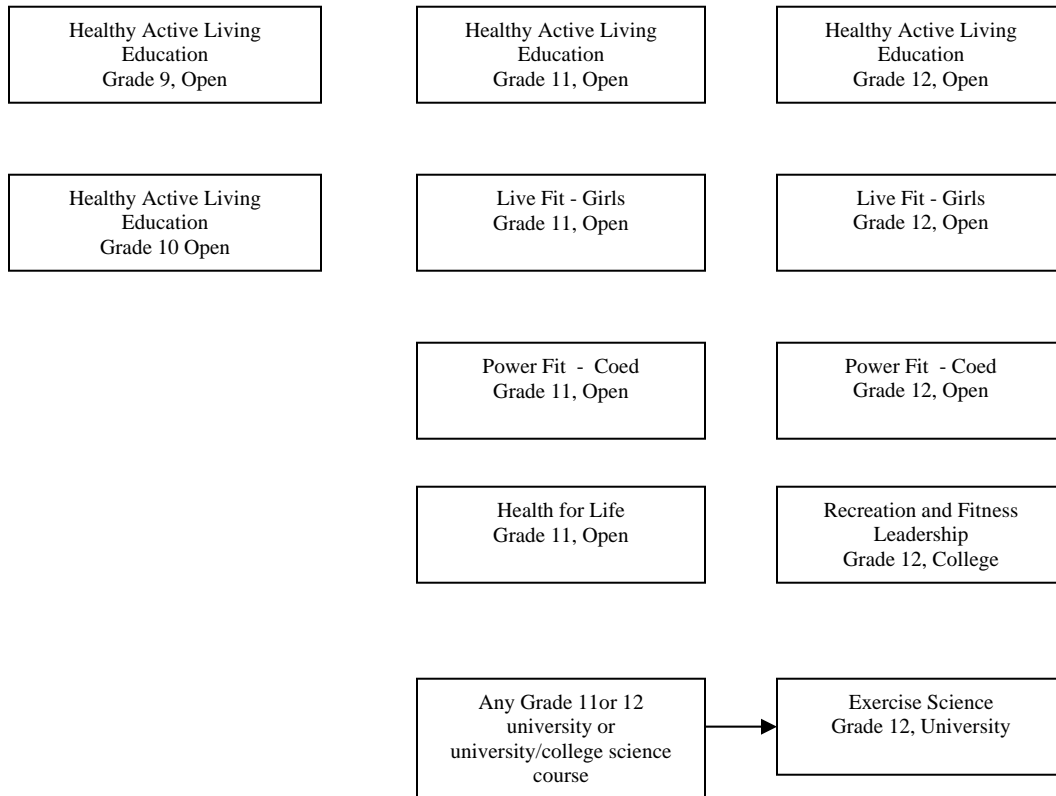 Healthy Active Living
Education
Grade 9, Open
Healthy Active Living
Education
Grade 11, Open
Healthy Active Living
Education
Grade 12, Open
Healthy Active Living
Education
Grade 10 Open
Live Fit - Girls
Grade 11, Open
Live Fit - Girls
Grade 12, Open
Power Fit  -  Coed
Grade 11, Open
Power Fit  - Coed
Grade 12, Open
Health for Life
Grade 11, Open
Recreation and Fitness
Leadership
Grade 12, College
Any Grade 11or 12
university or
university/college science
course
Exercise Science
Grade 12, University